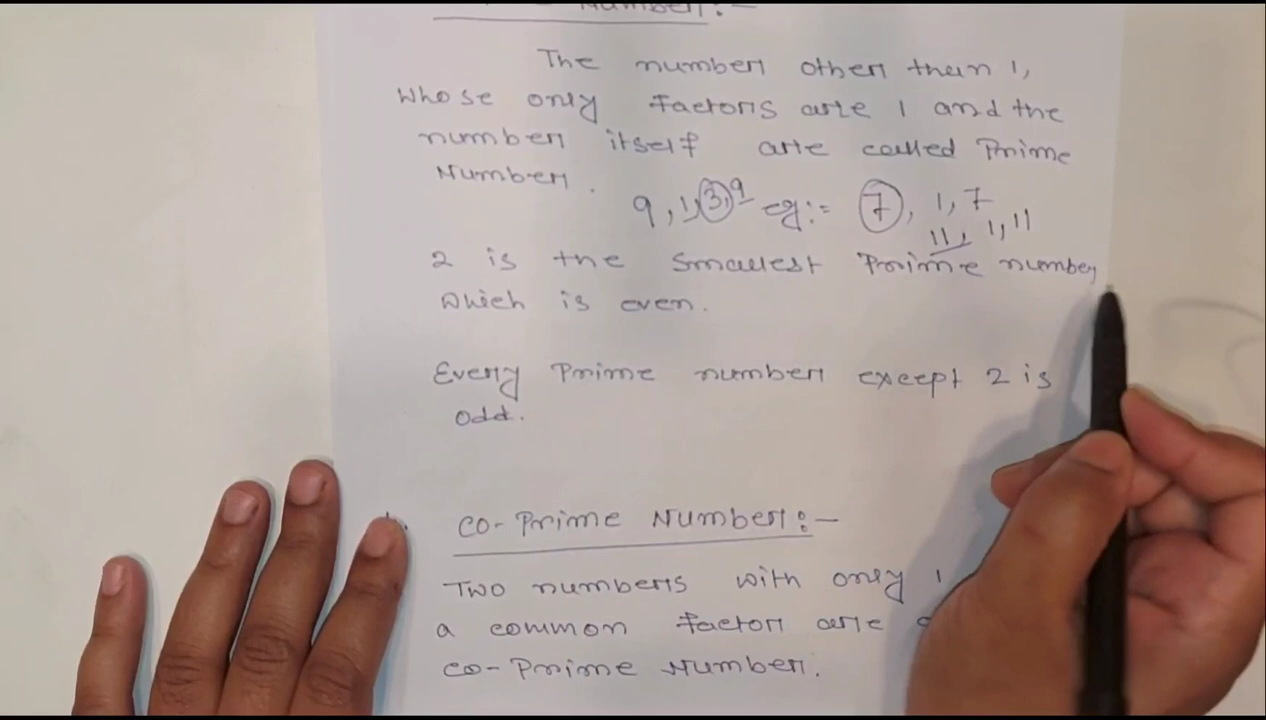 Number:-
The number other than 1,
whose only factors are 1 and the
number itself are called Prime
Number.
9, 1, 3, 9 eg:- 7, 1, 7
11, 1, 11
2 is the smallest Prime number
which is even.
Every Prime number except 2 is
odd.
Co-Prime Number:-
Two numbers with only 1
a common factor are
co-Prime Number.